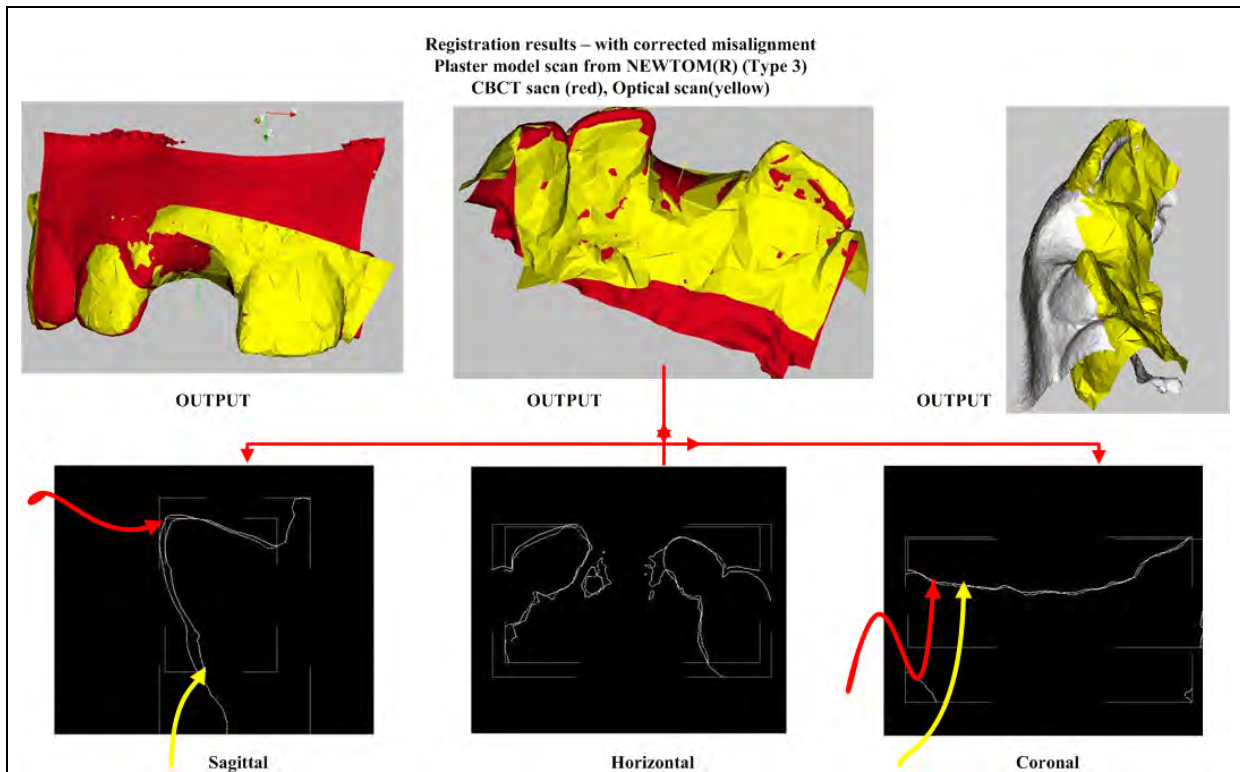 Registration results – with corrected misalignment
Plaster model scan from NEWTOM(R) (Type 3)
CBCT sacn (red), Optical scan(yellow)
OUTPUT
OUTPUT
OUTPUT
Sagittal
Horizontal
Coronal